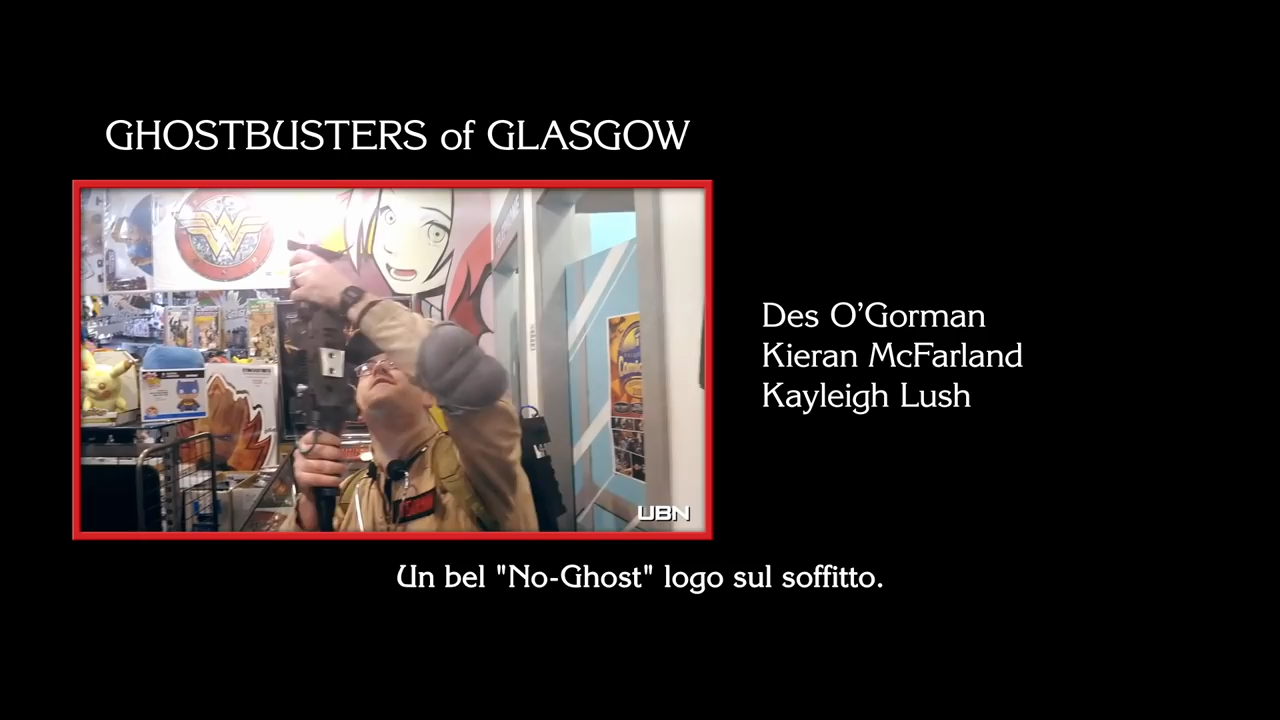 GHOSTBUSTERS of GLASGOW
Des O'Gorman
Kieran McFarland
Kayleigh Lush
UBN
Un bel "No-Ghost" logo sul soffitto.